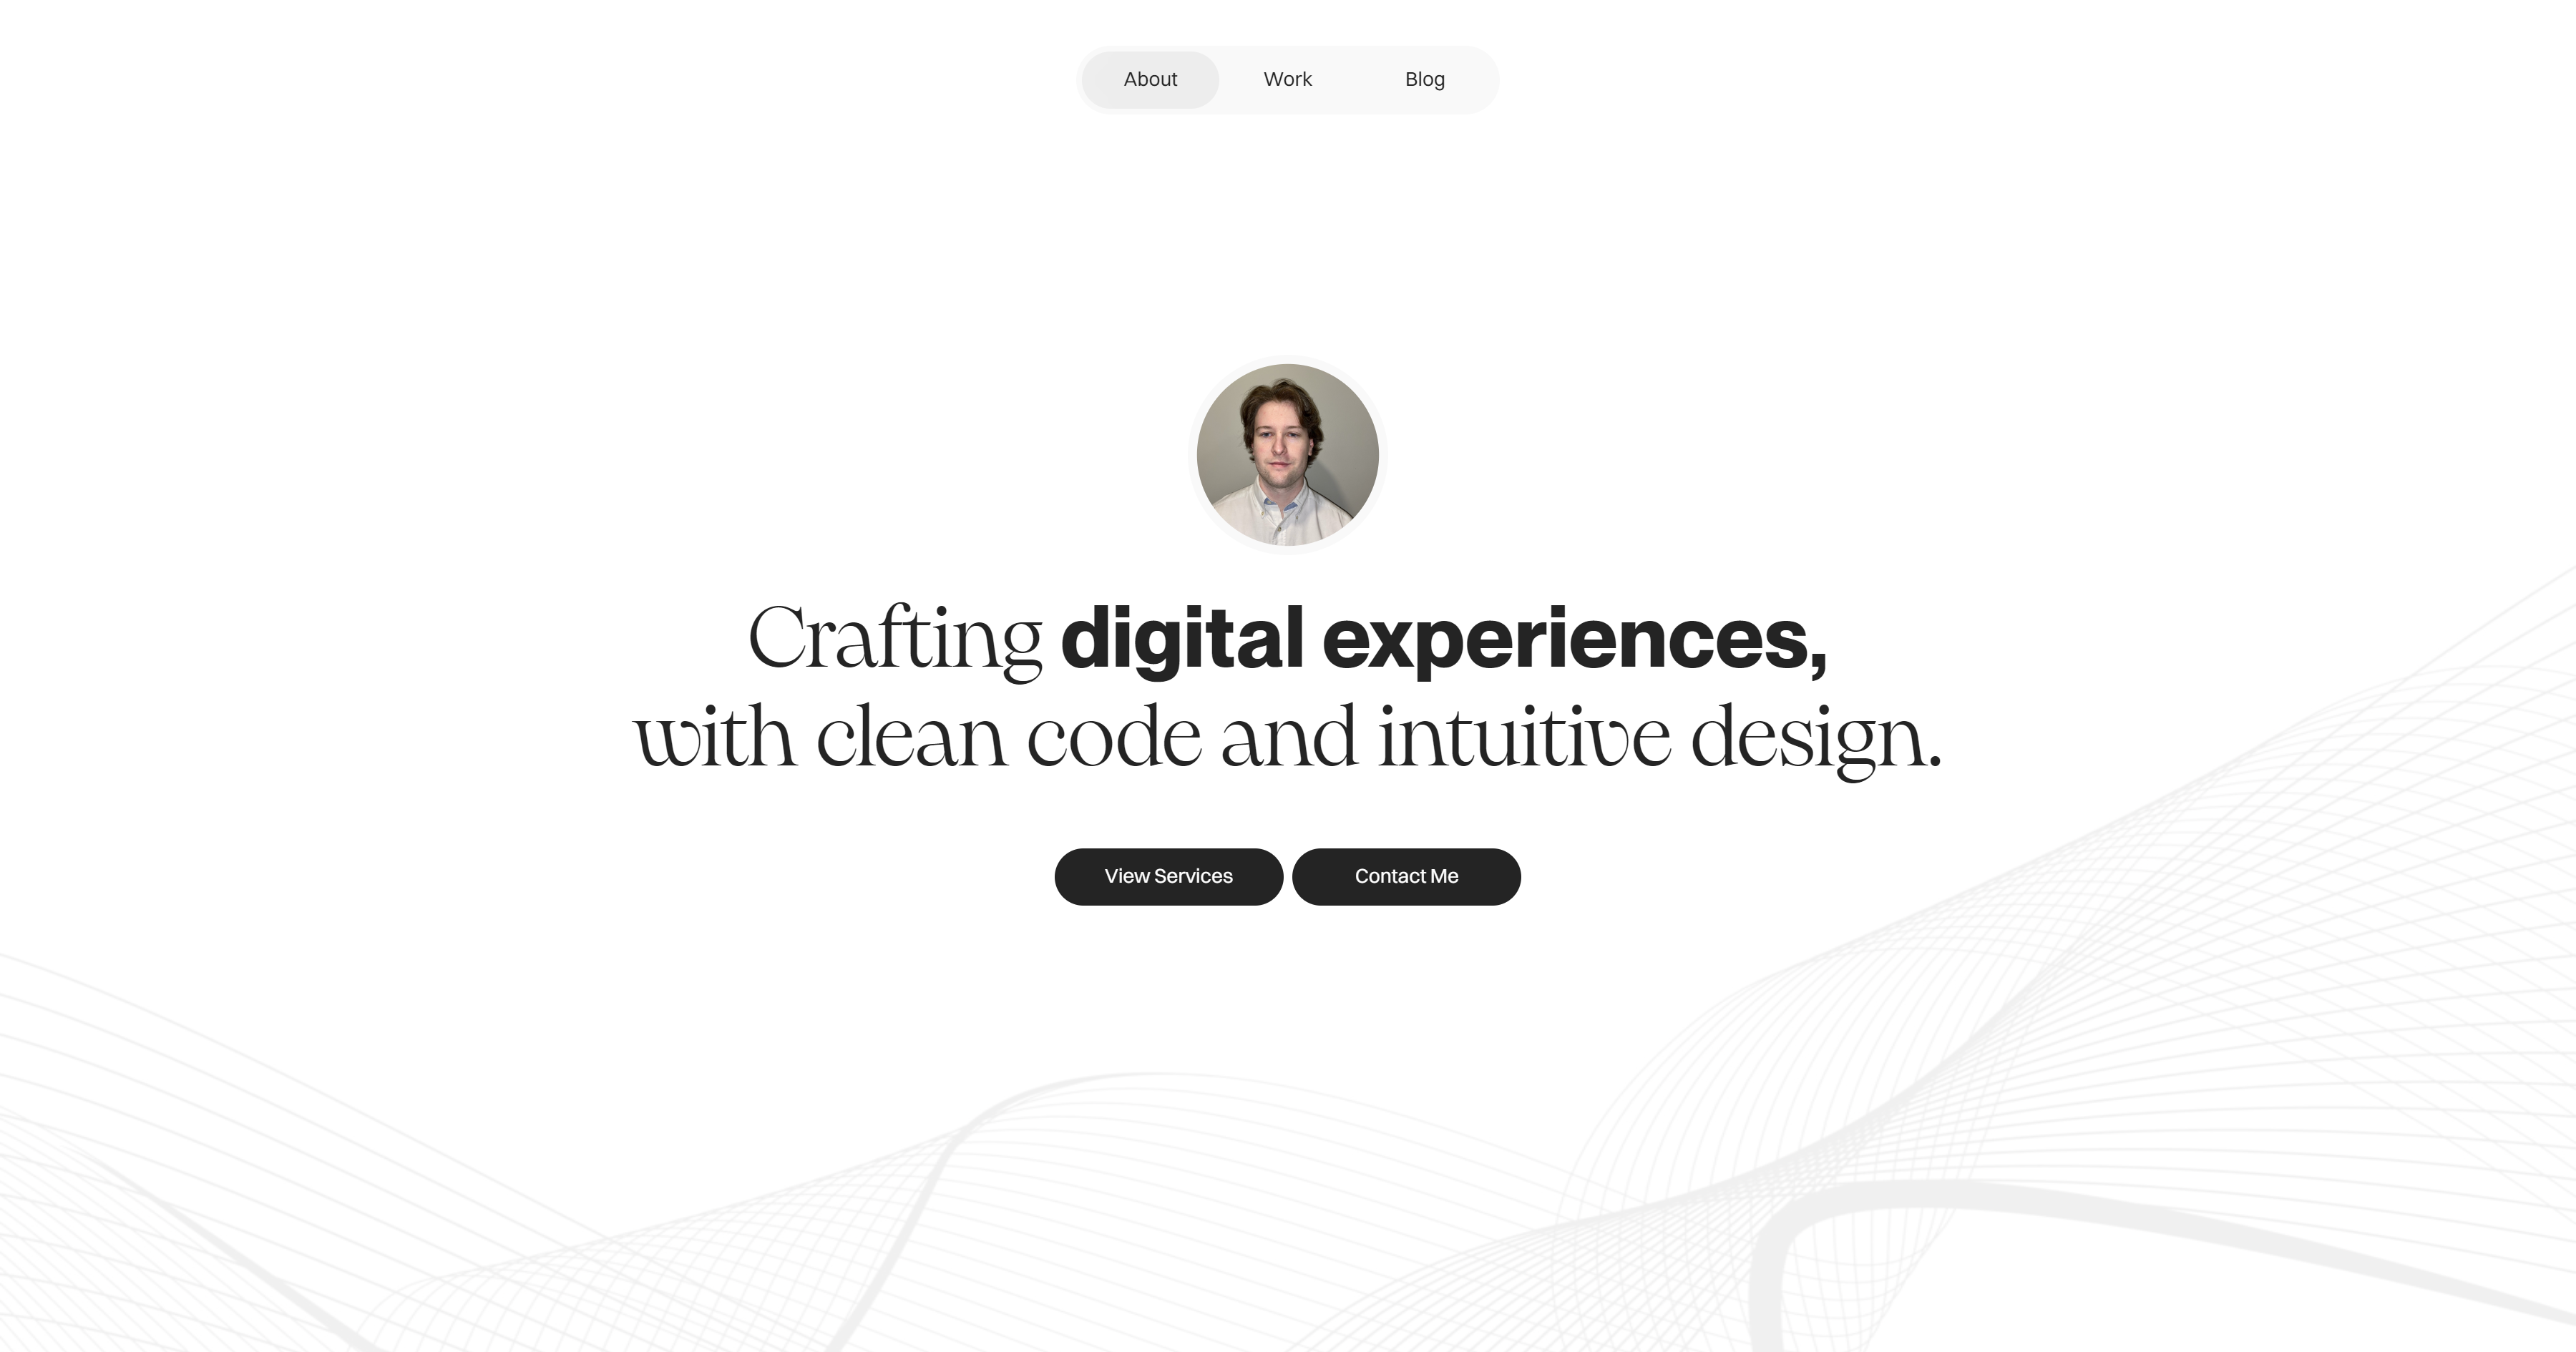 About Work Blog
Crafting digital experiences,
with clean code and intuitive design.
View Services Contact Me